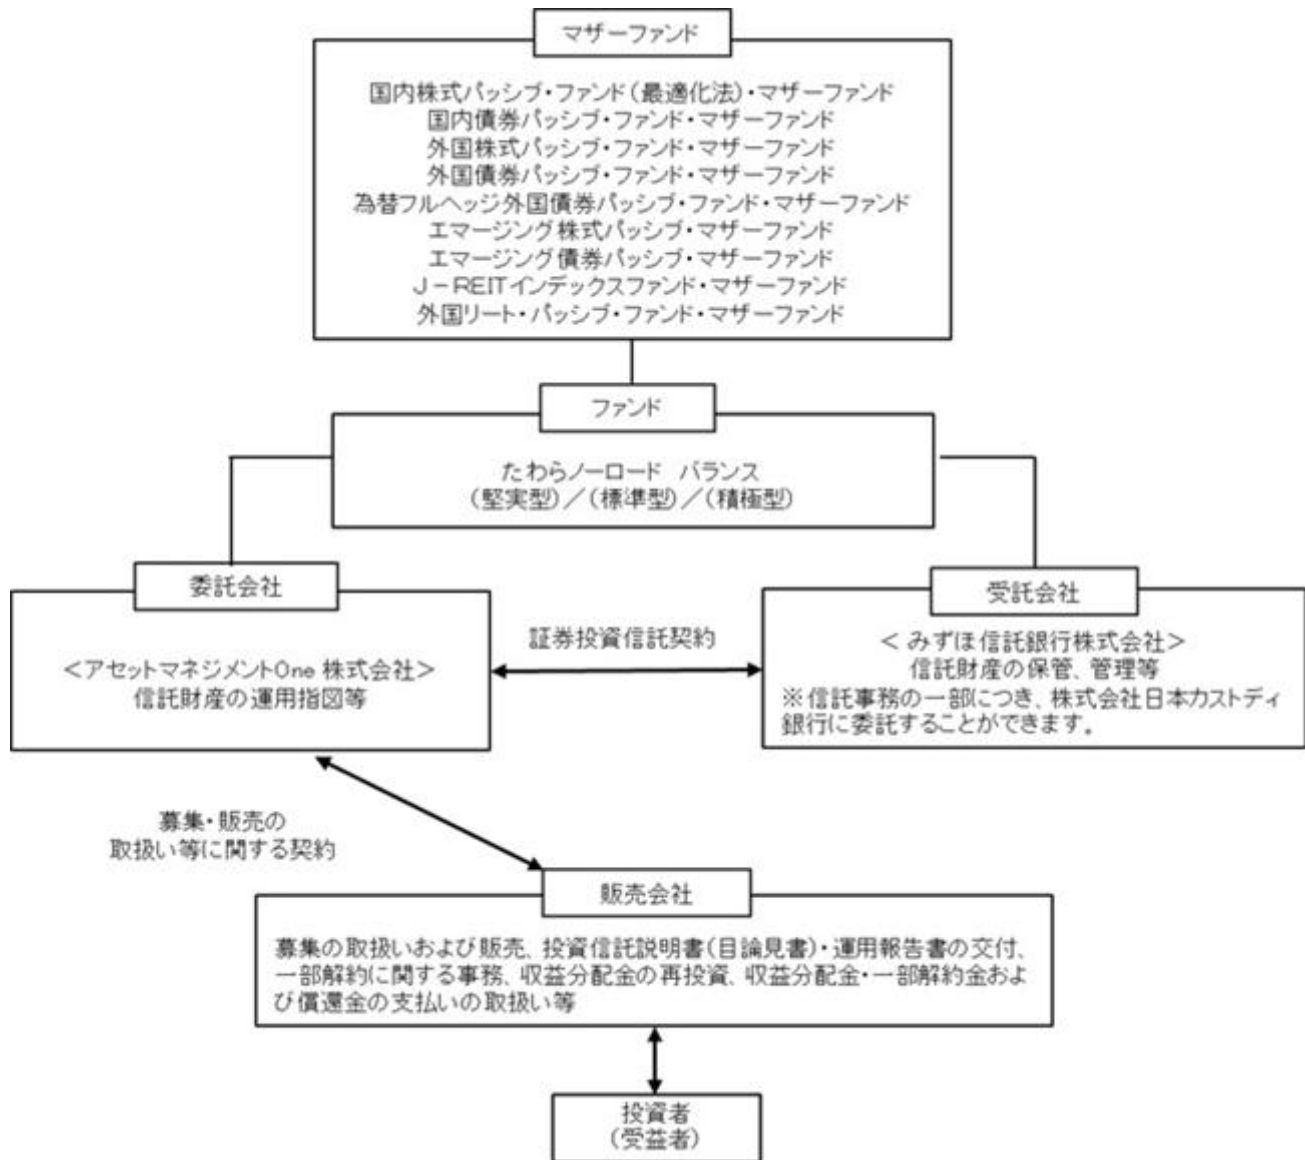 マザーファンド
国内株式パッシブ・ファンド（最適化法）・マザーファンド
国内債券パッシブ・ファンド・マザーファンド
外国株式パッシブ・ファンド・マザーファンド
外国債券パッシブ・ファンド・マザーファンド
為替フルヘッジ外国債券パッシブ・ファンド・マザーファンド
エマージング株式パッシブ・マザーファンド
エマージング債券パッシブ・マザーファンド
J－REITインデックスファンド・マザーファンド
外国リート・パッシブ・ファンド・マザーファンド
ファンド
たわらノーロード　バランス
（堅実型）／（標準型）／（積極型）
委託会社
＜アセットマネジメントOne 株式会社＞
信託財産の運用指図等
証券投資信託契約
受託会社
＜ みずほ信託銀行株式会社＞
信託財産の保管、管理等
※信託事務の一部につき、株式会社日本カストディ
銀行に委託することができます。
募集・販売の
取扱い等に関する契約
販売会社
募集の取扱いおよび販売、投資信託説明書（目論見書）・運用報告書の交付、
一部解約に関する事務、収益分配金の再投資、収益分配金・一部解約金およ
び償還金の支払いの取扱い等
投資者
（受益者）